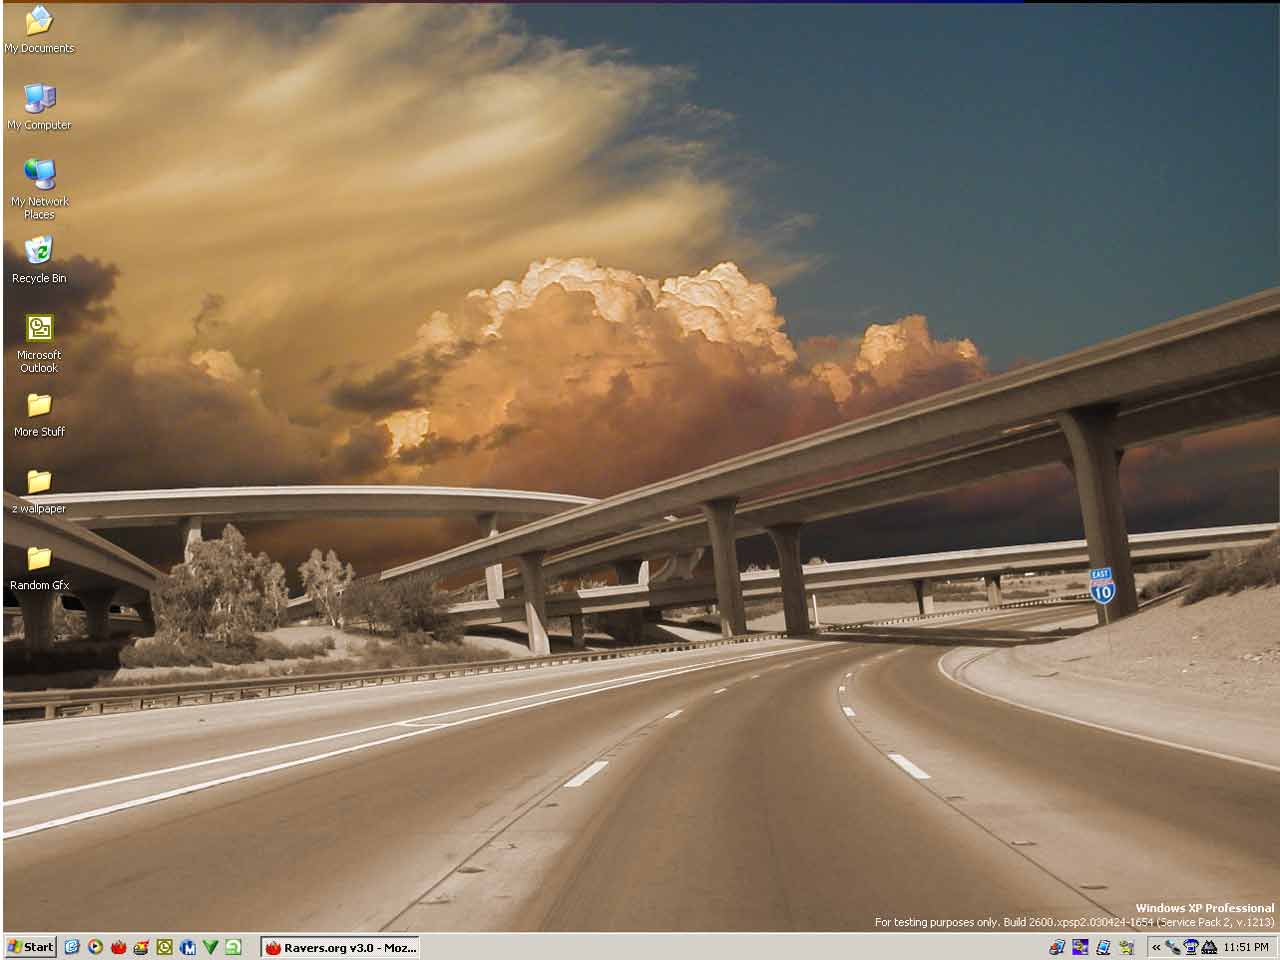 My Documents
My Computer
My Network
Places
Recycle Bin
Microsoft
Outlook
More Stuff
z wallpaper
Random Gfx
EAST
10
Windows XP Professional
For testing purposes only. Build 2600.xpsp2.030424-1654 (Service Pack 2, v.1213)
Start
Ravers.org v3.0 - Moz...
11:51 PM